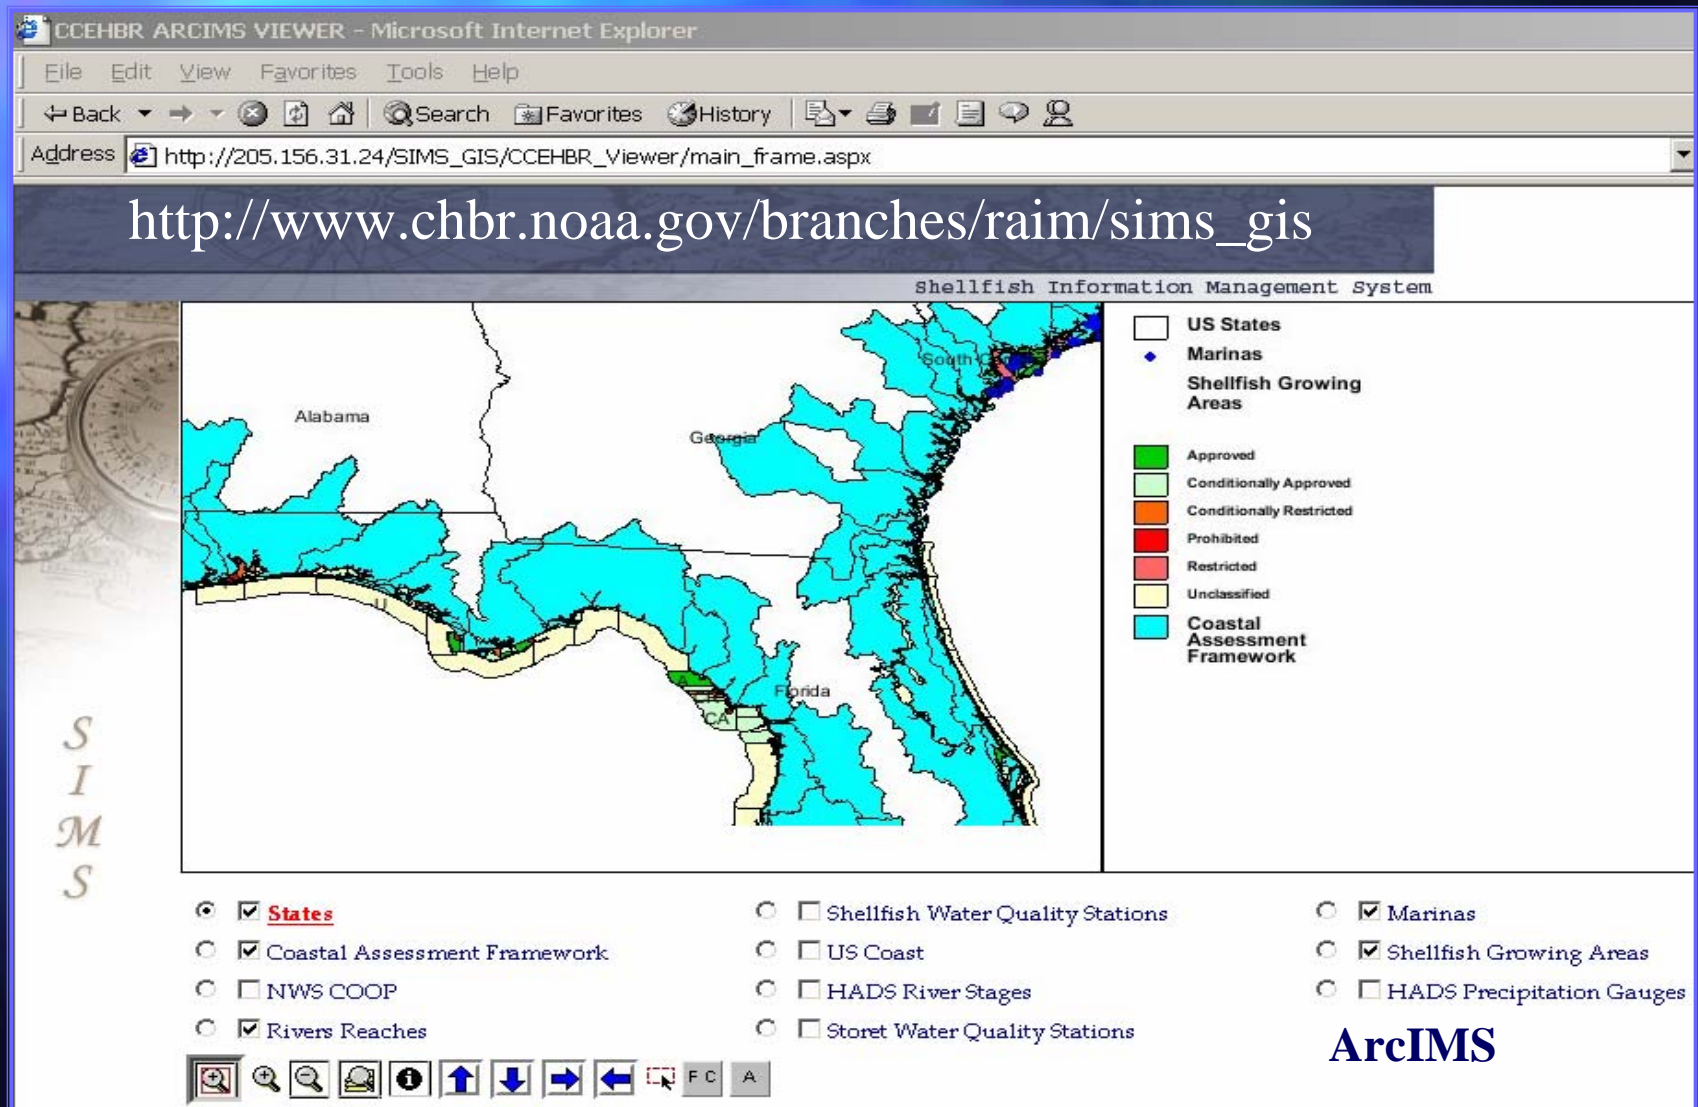 CCEHBR ARCIMS VIEWER - Microsoft Internet Explorer
File Edit View Favorites Tools Help
Back Search Favorites History
Address http://205.156.31.24/SIMS_GIS/CCEHBR_Viewer/main_frame.aspx
http://www.chbr.noaa.gov/branches/raim/sims_gis
Shellfish Information Management System
South
Alabama
Georgia
Florida
U
A
CA
US States
Marinas
Shellfish Growing
Areas
Approved
Conditionally Approved
Conditionally Restricted
Prohibited
Restricted
Unclassified
Coastal
Assessment
Framework
S
I
M
S
States
Shellfish Water Quality Stations
Marinas
Coastal Assessment Framework
US Coast
Shellfish Growing Areas
NWS COOP
HADS River Stages
HADS Precipitation Gauges
Rivers Reaches
Storet Water Quality Stations
ArcIMS
F C
A